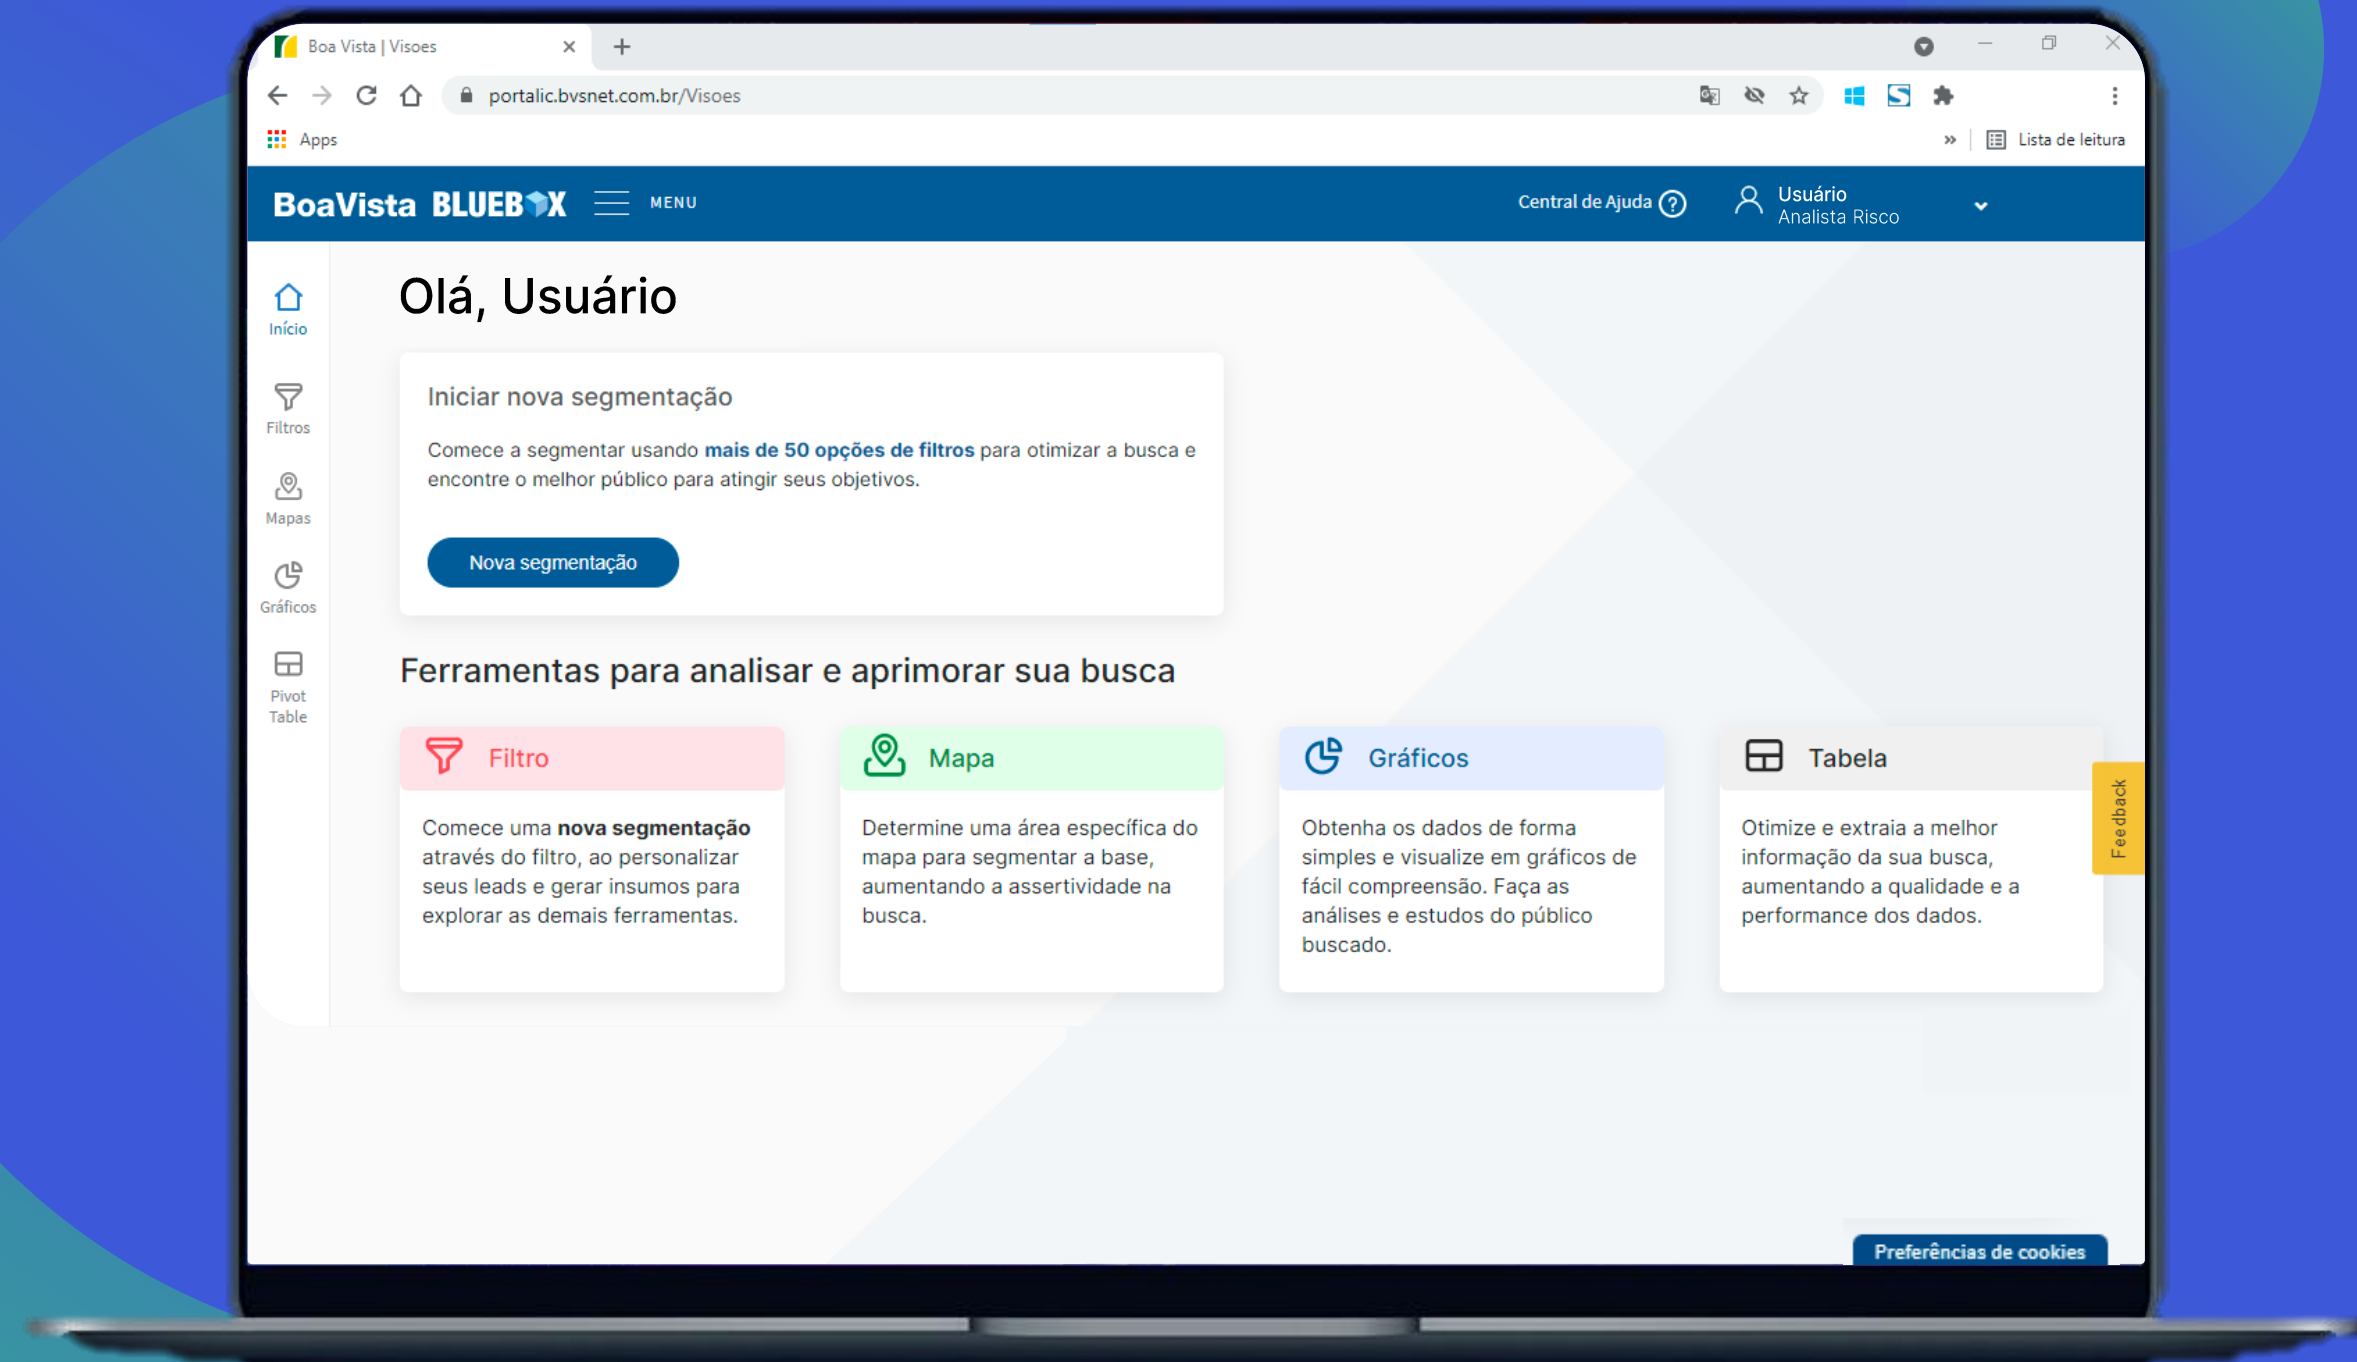 Boa Vista | Visoes
portalic.bvsnet.com.br/Visoes
Apps
Lista de leitura
BoaVista BLUEBOX
MENU
Central de Ajuda ?
Usuário
Analista Risco
Início
Filtros
Mapas
Gráficos
Pivot
Table
Olá, Usuário
Iniciar nova segmentação
Comece a segmentar usando mais de 50 opções de filtros para otimizar a busca e
encontre o melhor público para atingir seus objetivos.
Nova segmentação
Ferramentas para analisar e aprimorar sua busca
Filtro
Comece uma nova segmentação
através do filtro, ao personalizar
seus leads e gerar insumos para
explorar as demais ferramentas.
Mapa
Determine uma área específica do
mapa para segmentar a base,
aumentando a assertividade na
busca.
Gráficos
Obtenha os dados de forma
simples e visualize em gráficos de
fácil compreensão. Faça as
análises e estudos do público
buscado.
Tabela
Otimize e extraia a melhor
informação da sua busca,
aumentando a qualidade e a
performance dos dados.
Feedback
Preferências de cookies